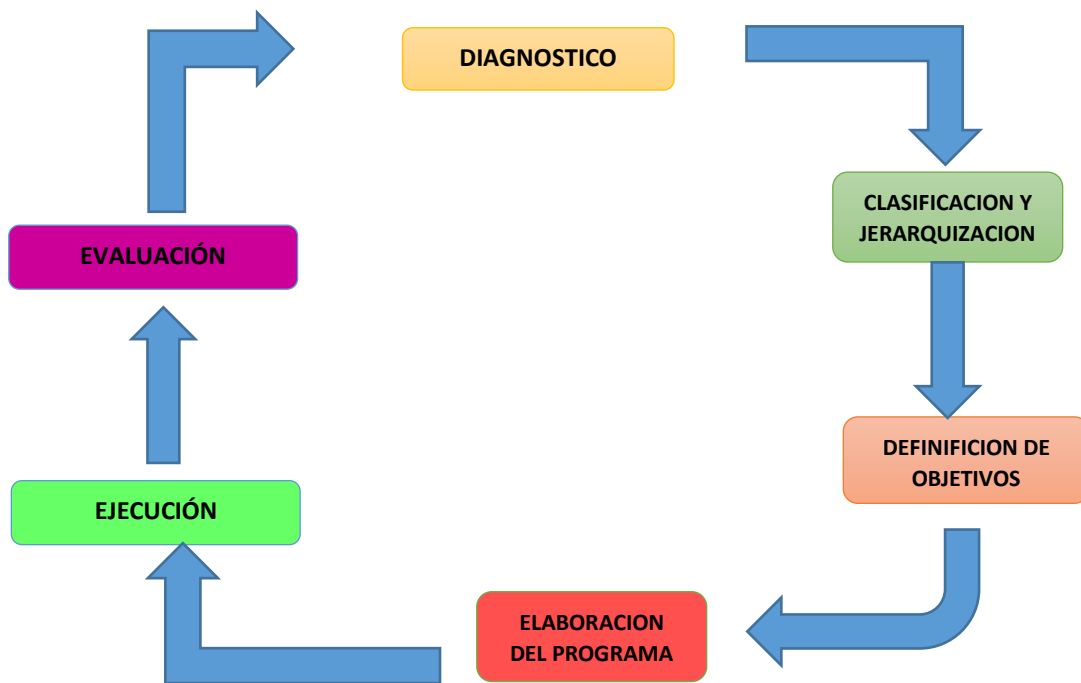 DIAGNOSTICO
CLASIFICACION Y
JERARQUIZACION
DEFINIFICION DE
OBJETIVOS
ELABORACION
DEL PROGRAMA
EJECUCIÓN
EVALUACIÓN